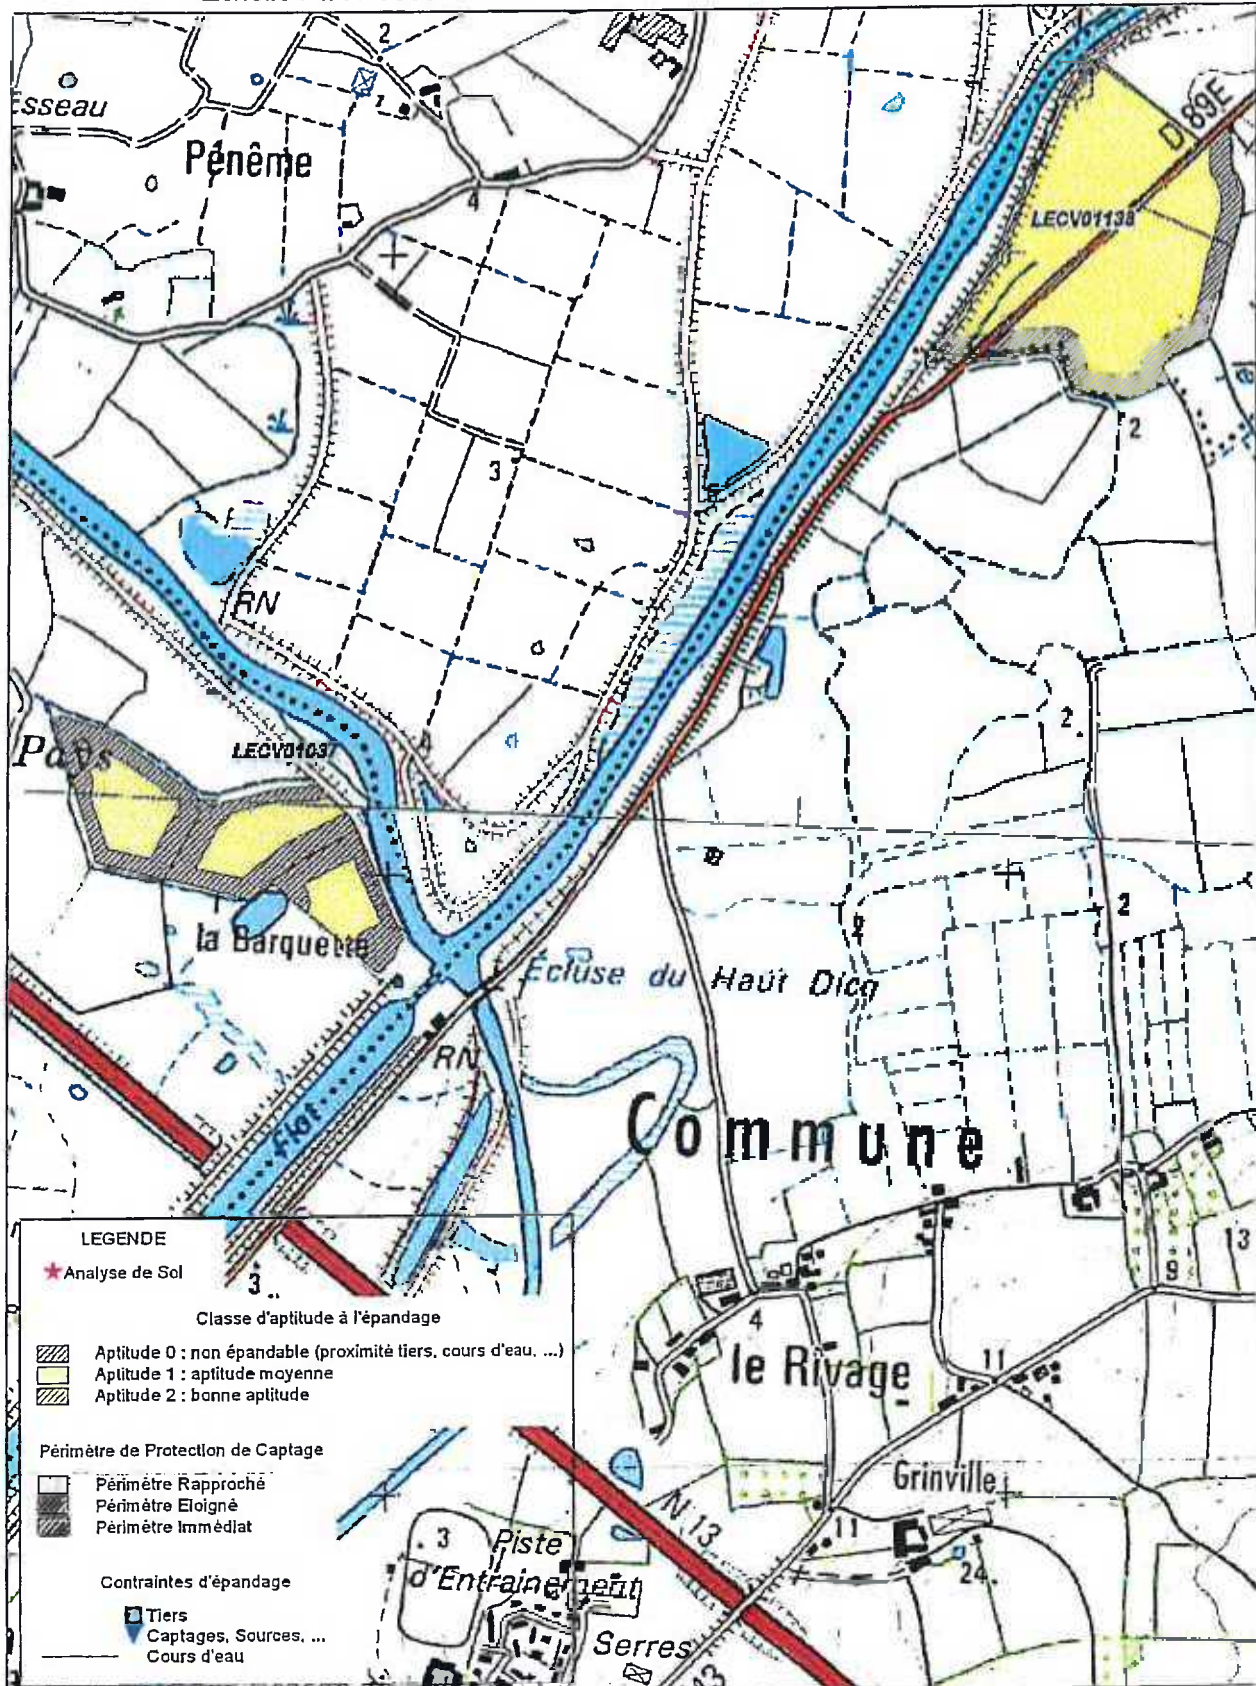 2
Pénême
4
D 89E
LECV01138
2
3
RN
LECV01037
2
la Barquette
2
2
Écluse du Haut Dicq
RN
Flot
Commune
13
9
LEGENDE
Analyse de Sol
3
Classe d'aptitude à l'épandage
Aptitude 0 : non épandable (proximité tiers, cours d'eau, ...)
Aptitude 1 : aptitude moyenne
Aptitude 2 : bonne aptitude
4
le Rivage
11
Périmètre de Protection de Captage
Périmètre Rapproché
Périmètre Eloigné
Périmètre Immédiat
Grinville
N 13
11
24
3
Piste
d'Entrainement
Contraintes d'épandage
Tiers
Captages, Sources, ...
Cours d'eau
Serres